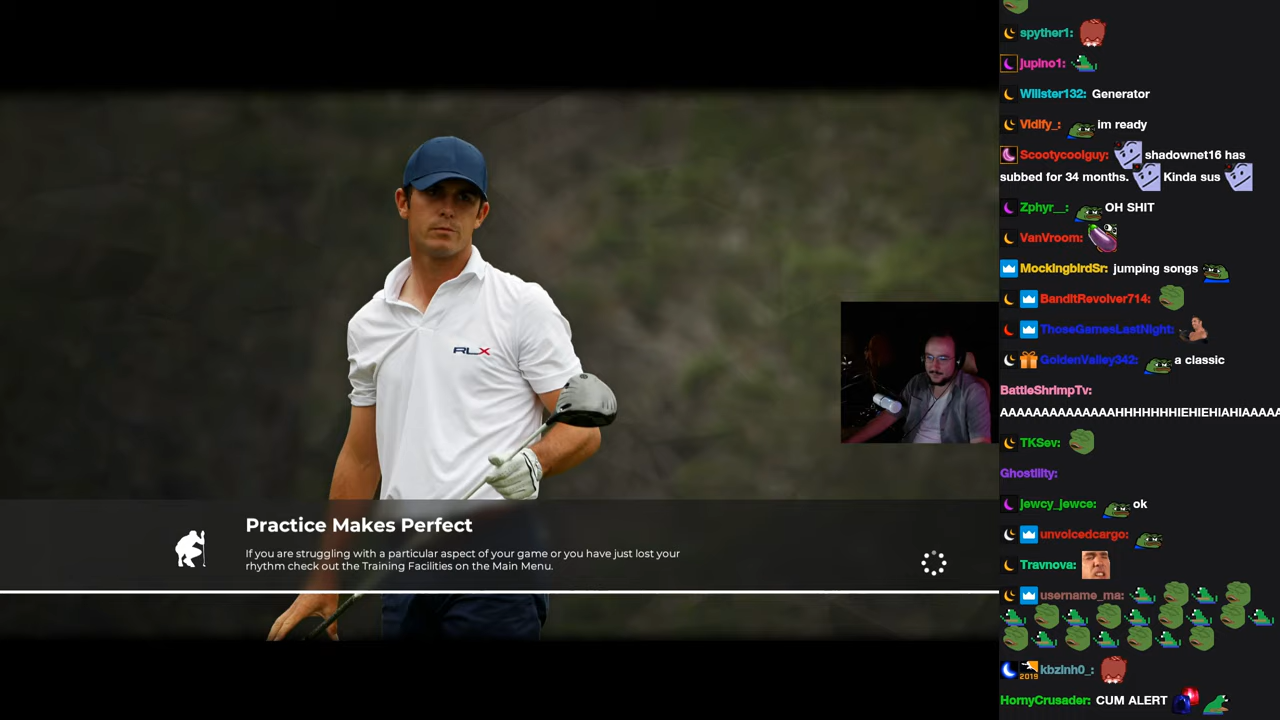 RLX
Practice Makes Perfect
If you are struggling with a particular aspect of your game or you have just lost your
rhythm check out the Training Facilities on the Main Menu.
spyther1:
jupino1:
Willster132: Generator
Vidify_: im ready
Scootycoolguy: shadownet16 has
subbed for 34 months. Kinda sus
Zphyr__: OH SHIT
VanVroom:
MockingbirdSr: jumping songs
BanditRevolver714:
ThoseGamesLastNight:
GoldenValley342: a classic
BattleShrimpTv:
TKSev:
Ghostility:
jewcy_jewce: ok
unvoicedcargo:
Travnova:
username_ma:
2019 kbzinh0_:
HornyCrusader: CUM ALERT